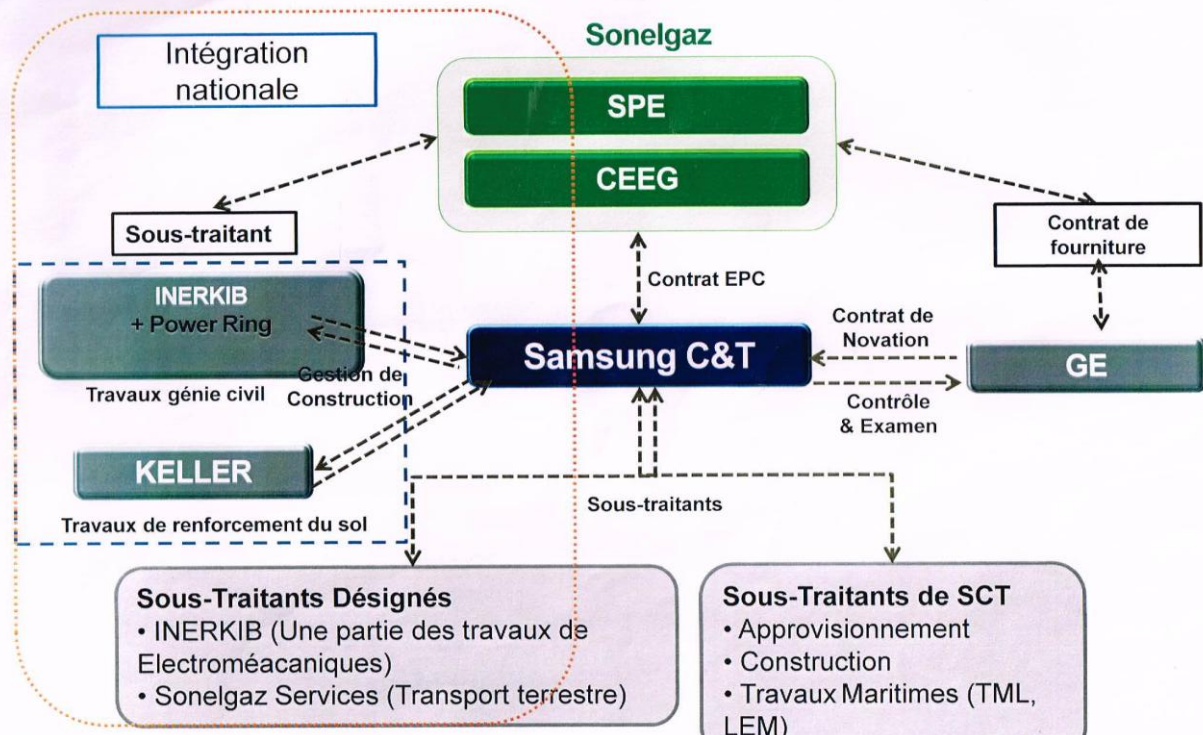 Intégration
nationale
Sonelgaz
SPE
CEEG
Sous-traitant
Contrat de
fourniture
INERKIB
+ Power Ring
Travaux génie civil
Contrat EPC
Gestion de
Construction
Samsung C&T
Contrat de
Novation
GE
Contrôle
& Examen
KELLER
Travaux de renforcement du sol
Sous-traitants
Sous-Traitants Désignés
• INERKIB (Une partie des travaux de
Electroméacaniques)
• Sonelgaz Services (Transport terrestre)
Sous-Traitants de SCT
• Approvisionnement
• Construction
• Travaux Maritimes (TML,
LEM)